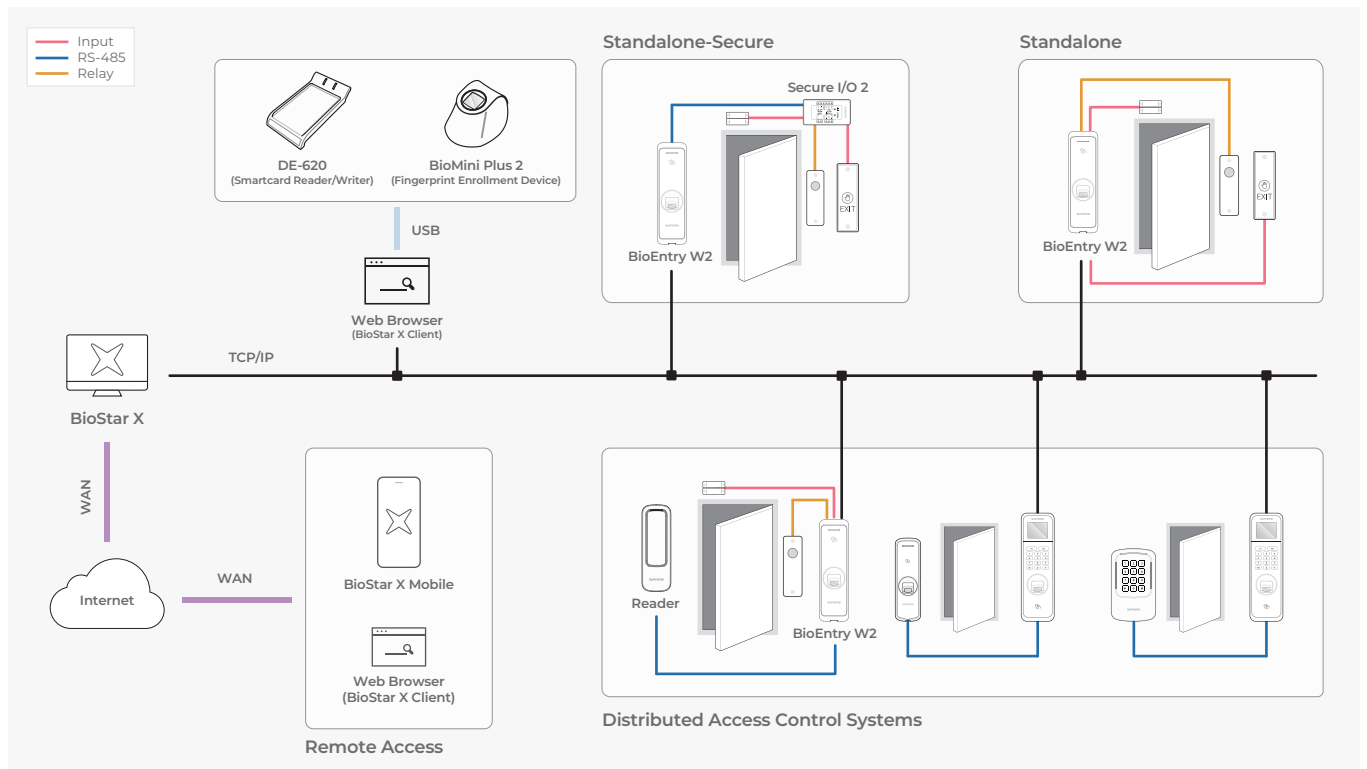 Input
RS-485
Relay
DE-620
(Smartcard Reader/Writer)
BioMini Plus 2
(Fingerprint Enrollment Device)
USB
Web Browser
(BioStar X Client)
Standalone-Secure
Secure I/O 2
EXIT
BioEntry W2
Standalone
EXIT
BioEntry W2
TCP/IP
BioStar X
WAN
Internet
WAN
BioStar X Mobile
Web Browser
(BioStar X Client)
Remote Access
Reader
BioEntry W2
Distributed Access Control Systems